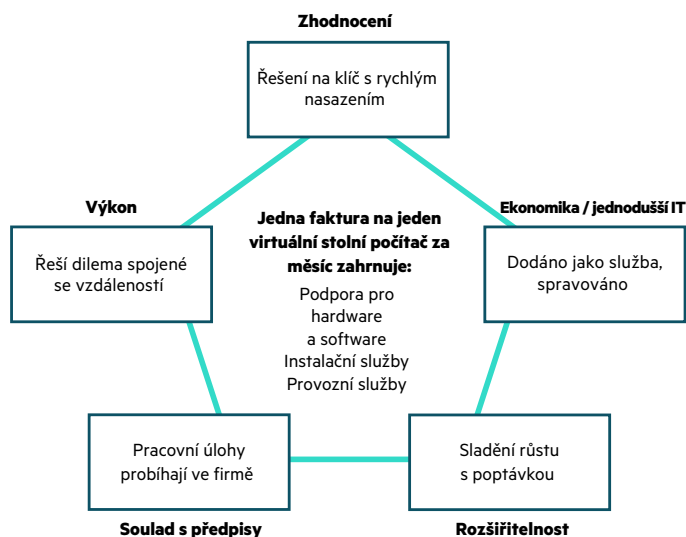 Zhodnocení
Řešení na klíč s rychlým
nasazením
Výkon
Řeší dilema spojené
se vzdáleností
Jedna faktura na jeden
virtuální stolní počítač za
měsíc zahrnuje:
Podpora pro
hardware
a software
Instalační služby
Provozní služby
Ekonomika / jednodušší IT
Dodáno jako služba,
spravováno
Pracovní úlohy
probíhají ve firmě
Soulad s předpisy
Sladění růstu
s poptávkou
Rozšiřitelnost